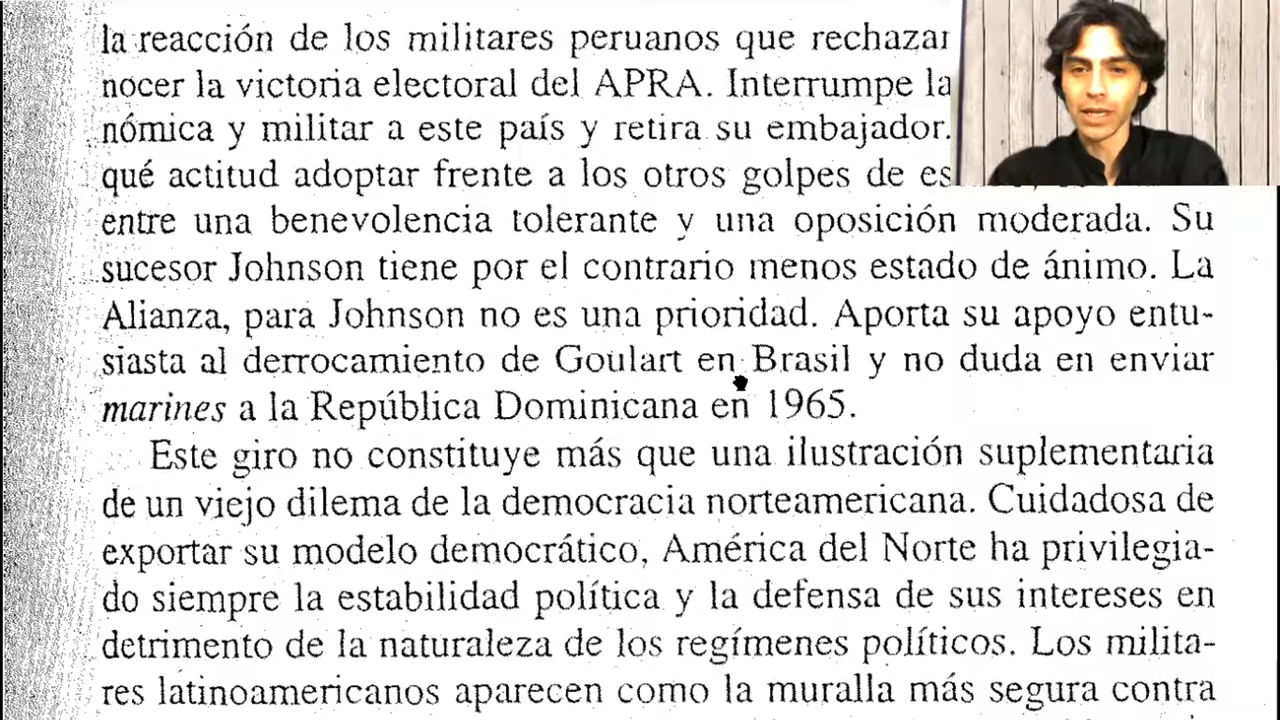 la reacción de los militares peruanos que rechazan
nocer la victoria electoral del APRA. Interrumpe la
nómica y militar a este país y retira su embajador.
qué actitud adoptar frente a los otros golpes de es
entre una benevolencia tolerante y una oposición moderada. Su
sucesor Johnson tiene por el contrario menos estado de ánimo. La
Alianza, para Johnson no es una prioridad. Aporta su apoyo entu-
siasta al derrocamiento de Goulart en Brasil y no duda en enviar
marines a la República Dominicana en 1965.
Este giro no constituye más que una ilustración suplementaria
de un viejo dilema de la democracia norteamericana. Cuidadosa de
exportar su modelo democrático, América del Norte ha privilegia-
do siempre la estabilidad política y la defensa de sus intereses en
detrimento de la naturaleza de los regímenes políticos. Los milita-
res latinoamericanos aparecen como la muralla más segura contra